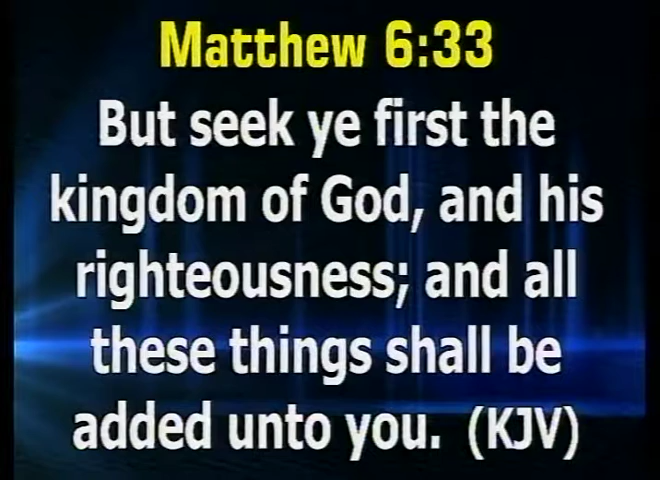 Matthew 6:33
But seek ye first the
kingdom of God, and his
righteousness; and all
these things shall be
added unto you. (KJV)